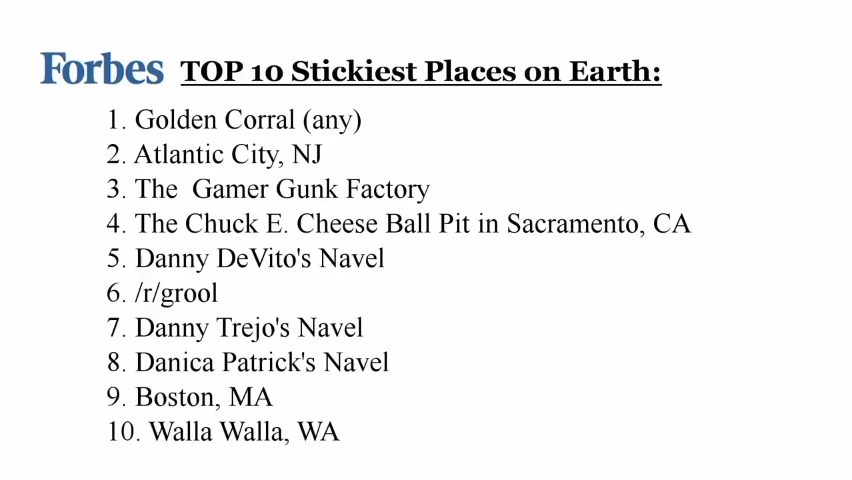 Forbes TOP 10 Stickiest Places on Earth:
1. Golden Corral (any)
2. Atlantic City, NJ
3. The  Gamer Gunk Factory
4. The Chuck E. Cheese Ball Pit in Sacramento, CA
5. Danny DeVito's Navel
6. /r/grool
7. Danny Trejo's Navel
8. Danica Patrick's Navel
9. Boston, MA
10. Walla Walla, WA